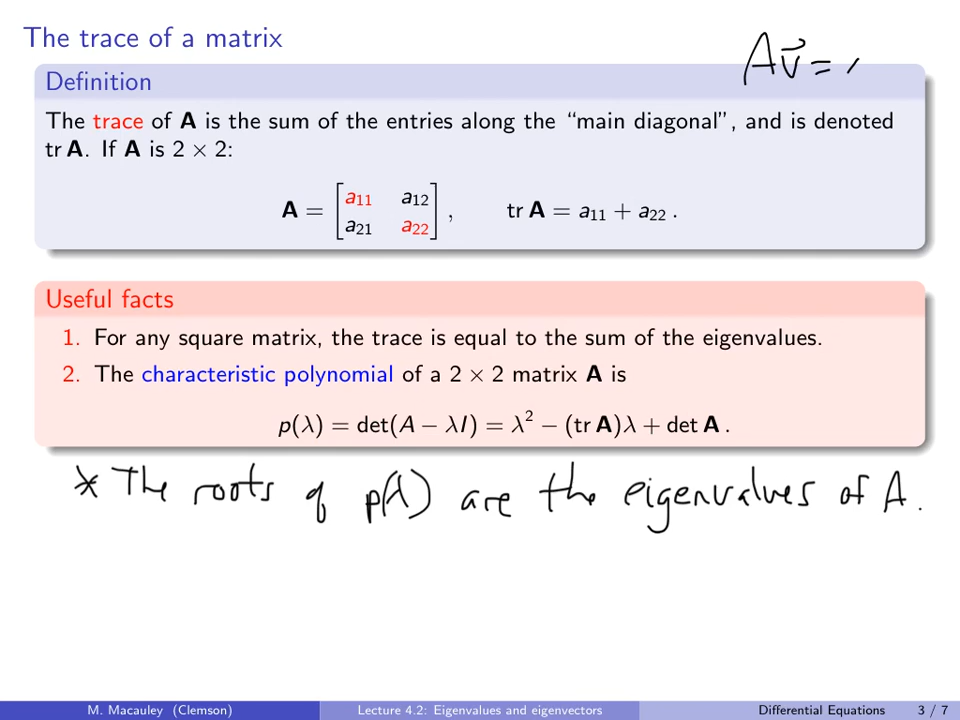 The trace of a matrix
Av⃗ =
Definition
The trace of A is the sum of the entries along the “main diagonal”, and is denoted
tr A. If A is 2 × 2:
A = [a₁₁ a₁₂
a₂₁ a₂₂], tr A = a₁₁ + a₂₂ .
Useful facts
1. For any square matrix, the trace is equal to the sum of the eigenvalues.
2. The characteristic polynomial of a 2 × 2 matrix A is
p(λ) = det(A − λI) = λ² − (tr A)λ + det A .
* The roots of p(λ) are the eigenvalues of A.
M. Macauley (Clemson) Lecture 4.2: Eigenvalues and eigenvectors Differential Equations 3 / 7